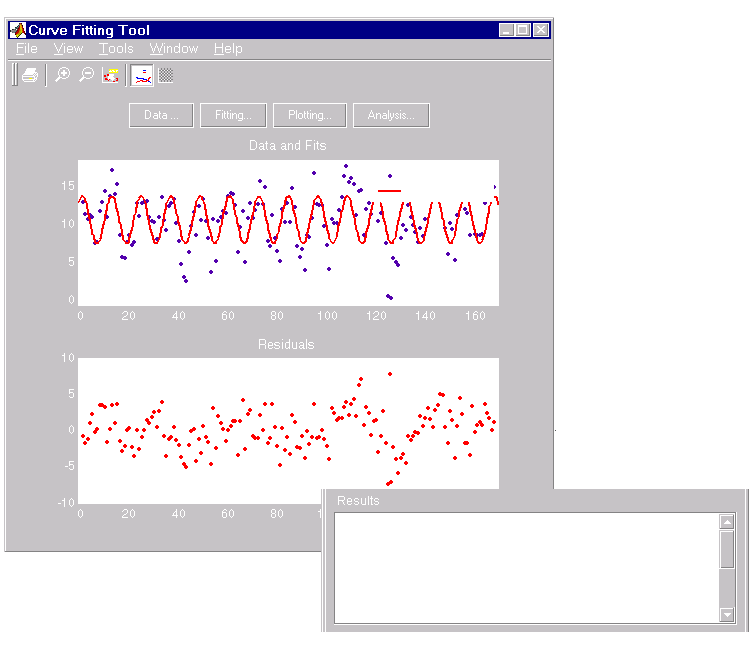 Curve Fitting Tool
File View Tools Window Help
Data ... Fitting... Plotting... Analysis...
Data and Fits
15
10
5
0
0 20 40 60 80 100 120 140 160
Residuals
10
5
0
-5
-10
0 20 40 60 80 1
Results